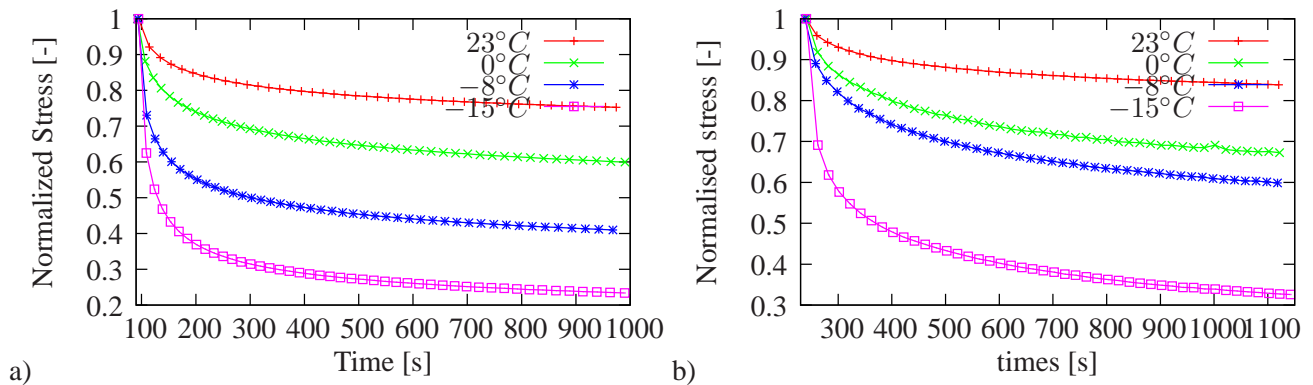 1
0.9
0.8
0.7
0.6
0.5
0.4
0.3
0.2
Normalized Stress [-]
100 200 300 400 500 600 700 800 900 1000
Time [s]
23°C
0°C
−8°C
−15°C
a)
1
0.9
0.8
0.7
0.6
0.5
0.4
0.3
Normalised stress [-]
300 400 500 600 700 800 900 1000 1100
times [s]
23°C
0°C
−8°C
−15°C
b)